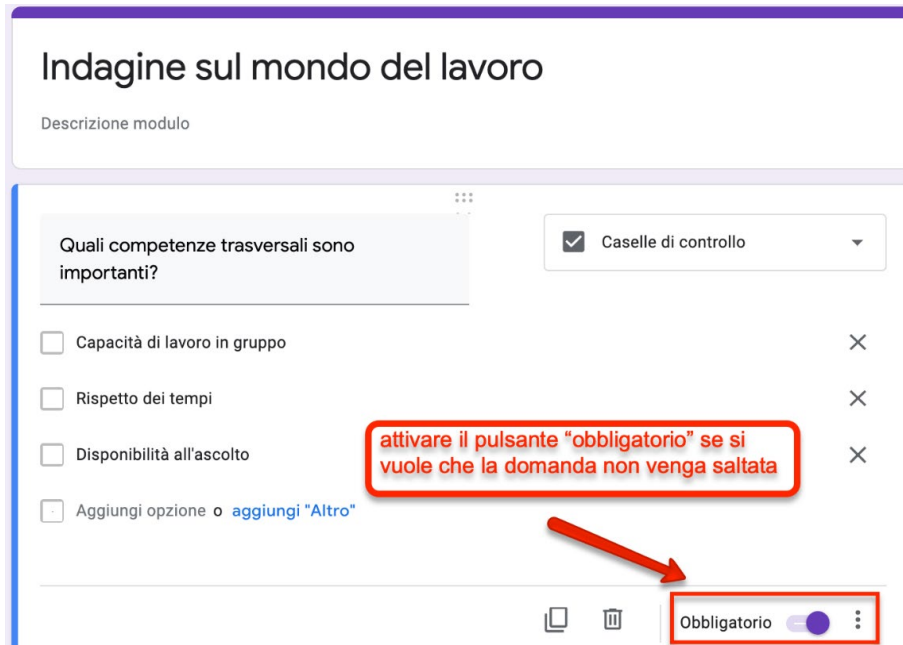 Indagine sul mondo del lavoro
Descrizione modulo
Quali competenze trasversali sono
importanti?
Caselle di controllo
Capacità di lavoro in gruppo
Rispetto dei tempi
Disponibilità all'ascolto
attivare il pulsante “obbligatorio” se si
vuole che la domanda non venga saltata
Aggiungi opzione o aggiungi "Altro"
Obbligatorio